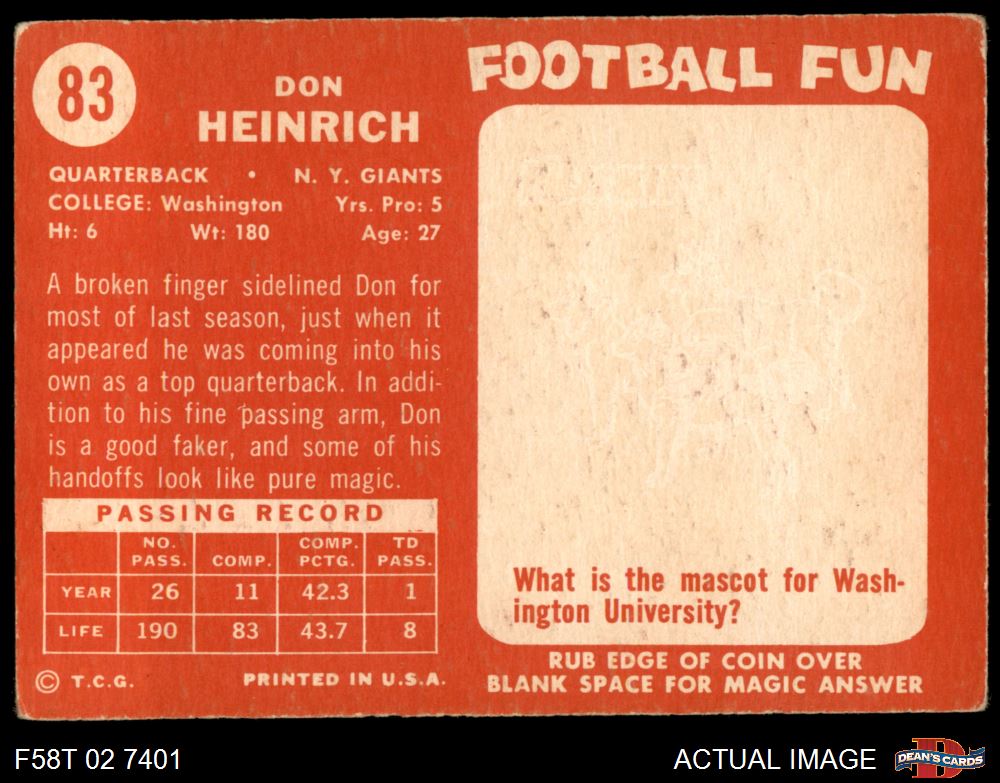 83
DON
HEINRICH
QUARTERBACK • N. Y. GIANTS
COLLEGE: Washington Yrs. Pro: 5
Ht: 6 Wt: 180 Age: 27
A broken finger sidelined Don for
most of last season, just when it
appeared he was coming into his
own as a top quarterback. In addi-
tion to his fine passing arm, Don
is a good faker, and some of his
handoffs look like pure magic.
PASSING RECORD
NO. PASS. COMP. COMP. PCTG. TD PASS.
YEAR 26 11 42.3 1
LIFE 190 83 43.7 8
© T.C.G. PRINTED IN U.S.A.
FOOTBALL FUN
What is the mascot for Wash-
ington University?
RUB EDGE OF COIN OVER
BLANK SPACE FOR MAGIC ANSWER
F58T 02 7401
ACTUAL IMAGE
D
DEAN'S CARDS